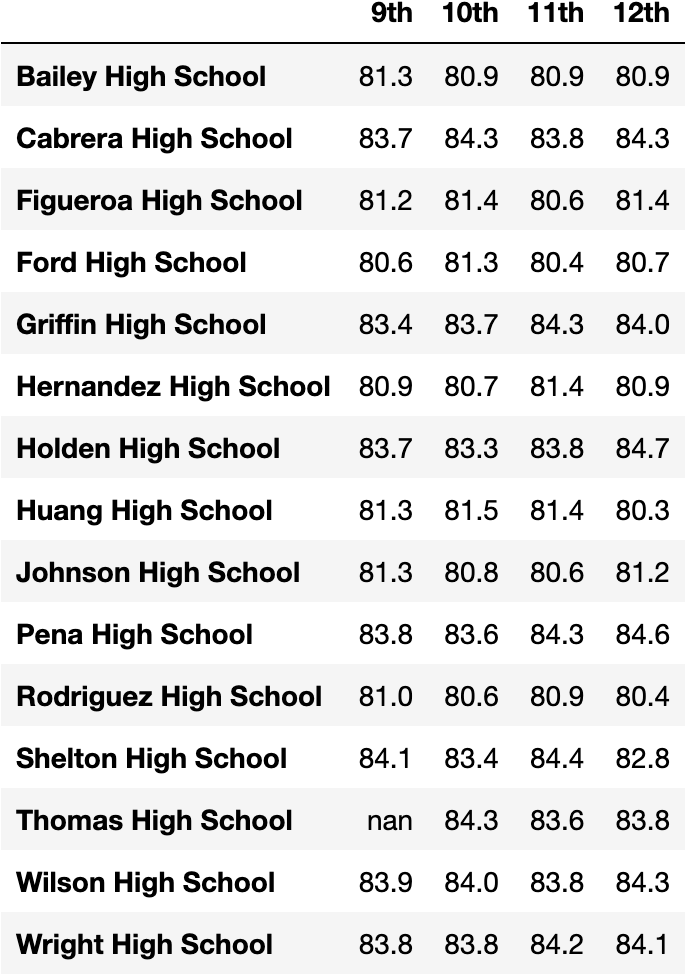 9th 10th 11th 12th
Bailey High School 81.3 80.9 80.9 80.9
Cabrera High School 83.7 84.3 83.8 84.3
Figueroa High School 81.2 81.4 80.6 81.4
Ford High School 80.6 81.3 80.4 80.7
Griffin High School 83.4 83.7 84.3 84.0
Hernandez High School 80.9 80.7 81.4 80.9
Holden High School 83.7 83.3 83.8 84.7
Huang High School 81.3 81.5 81.4 80.3
Johnson High School 81.3 80.8 80.6 81.2
Pena High School 83.8 83.6 84.3 84.6
Rodriguez High School 81.0 80.6 80.9 80.4
Shelton High School 84.1 83.4 84.4 82.8
Thomas High School nan 84.3 83.6 83.8
Wilson High School 83.9 84.0 83.8 84.3
Wright High School 83.8 83.8 84.2 84.1